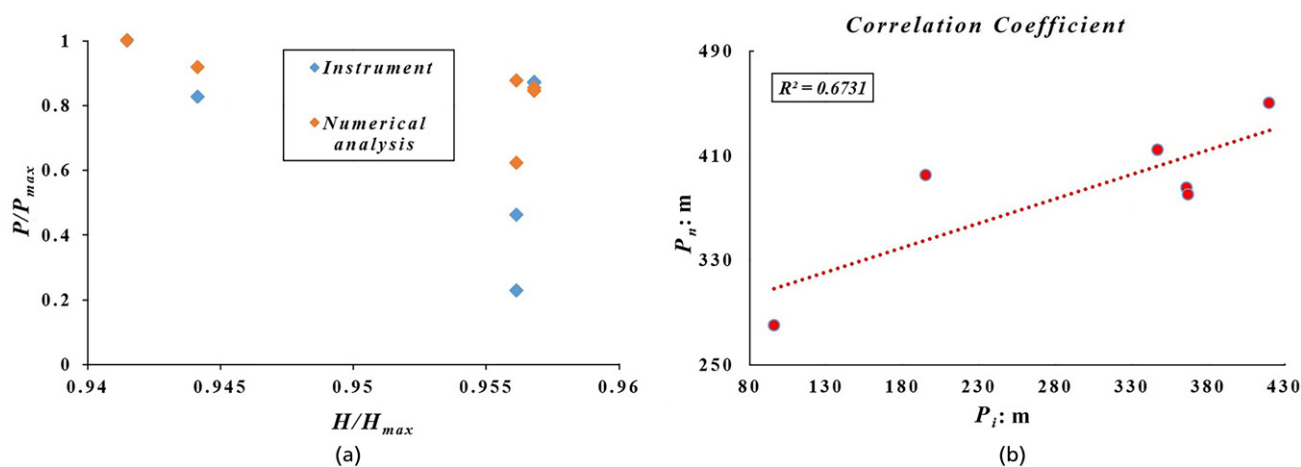 1
0.8
0.6
0.4
0.2
0
P/Pmax
Instrument
Numerical
analysis
0.94 0.945 0.95 0.955 0.96
H/Hmax
(a)
Correlation Coefficient
490
410
330
250
Pn: m
R² = 0.6731
80 130 180 230 280 330 380 430
Pi: m
(b)